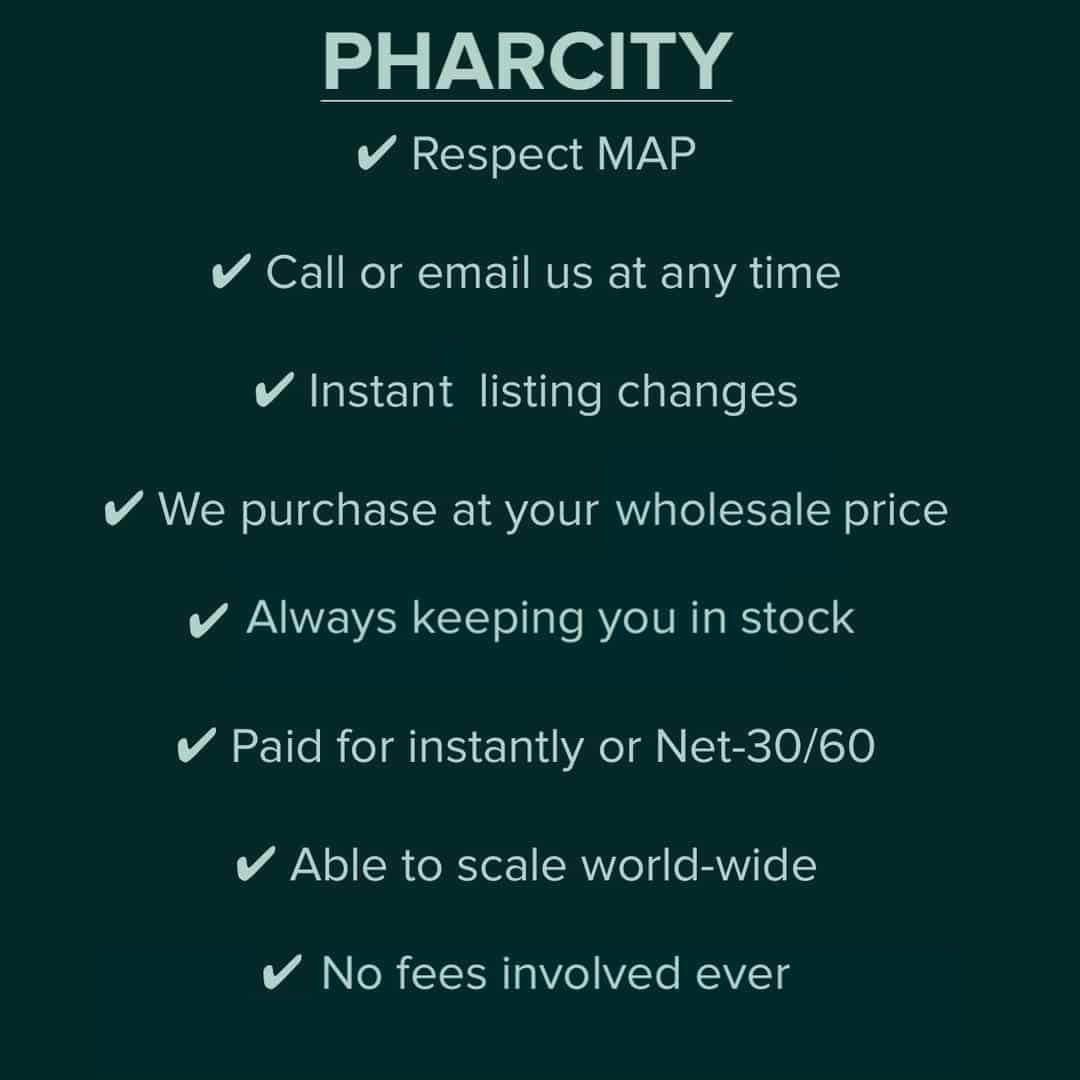 PHARCITY
✔ Respect MAP
✔ Call or email us at any time
✔ Instant listing changes
✔ We purchase at your wholesale price
✔ Always keeping you in stock
✔ Paid for instantly or Net-30/60
✔ Able to scale world-wide
✔ No fees involved ever